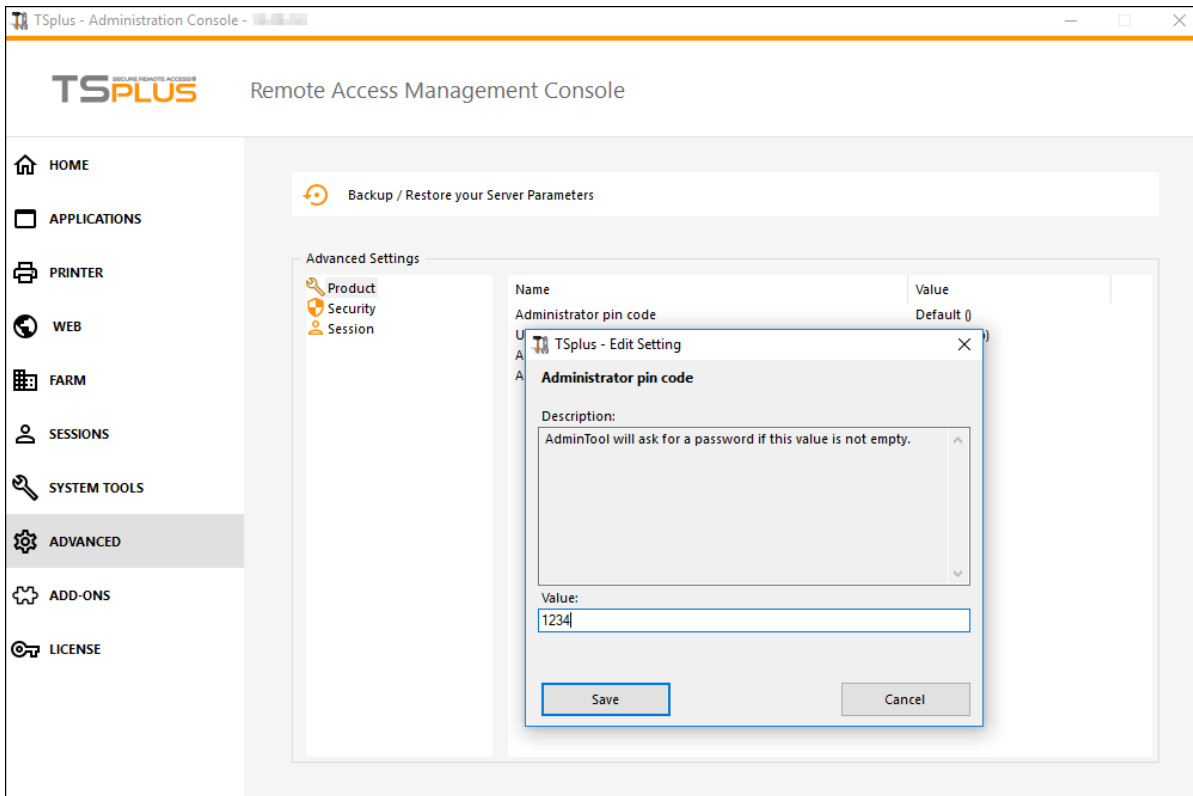 TSplus - Administration Console -
TSPLUS SECURE REMOTE ACCESS
Remote Access Management Console
HOME
APPLICATIONS
PRINTER
WEB
FARM
SESSIONS
SYSTEM TOOLS
ADVANCED
ADD-ONS
LICENSE
Backup / Restore your Server Parameters
Advanced Settings
Product
Security
Session
Name Value
Administrator pin code Default ()
TSplus - Edit Setting
Administrator pin code
Description:
AdminTool will ask for a password if this value is not empty.
Value:
1234
Save Cancel